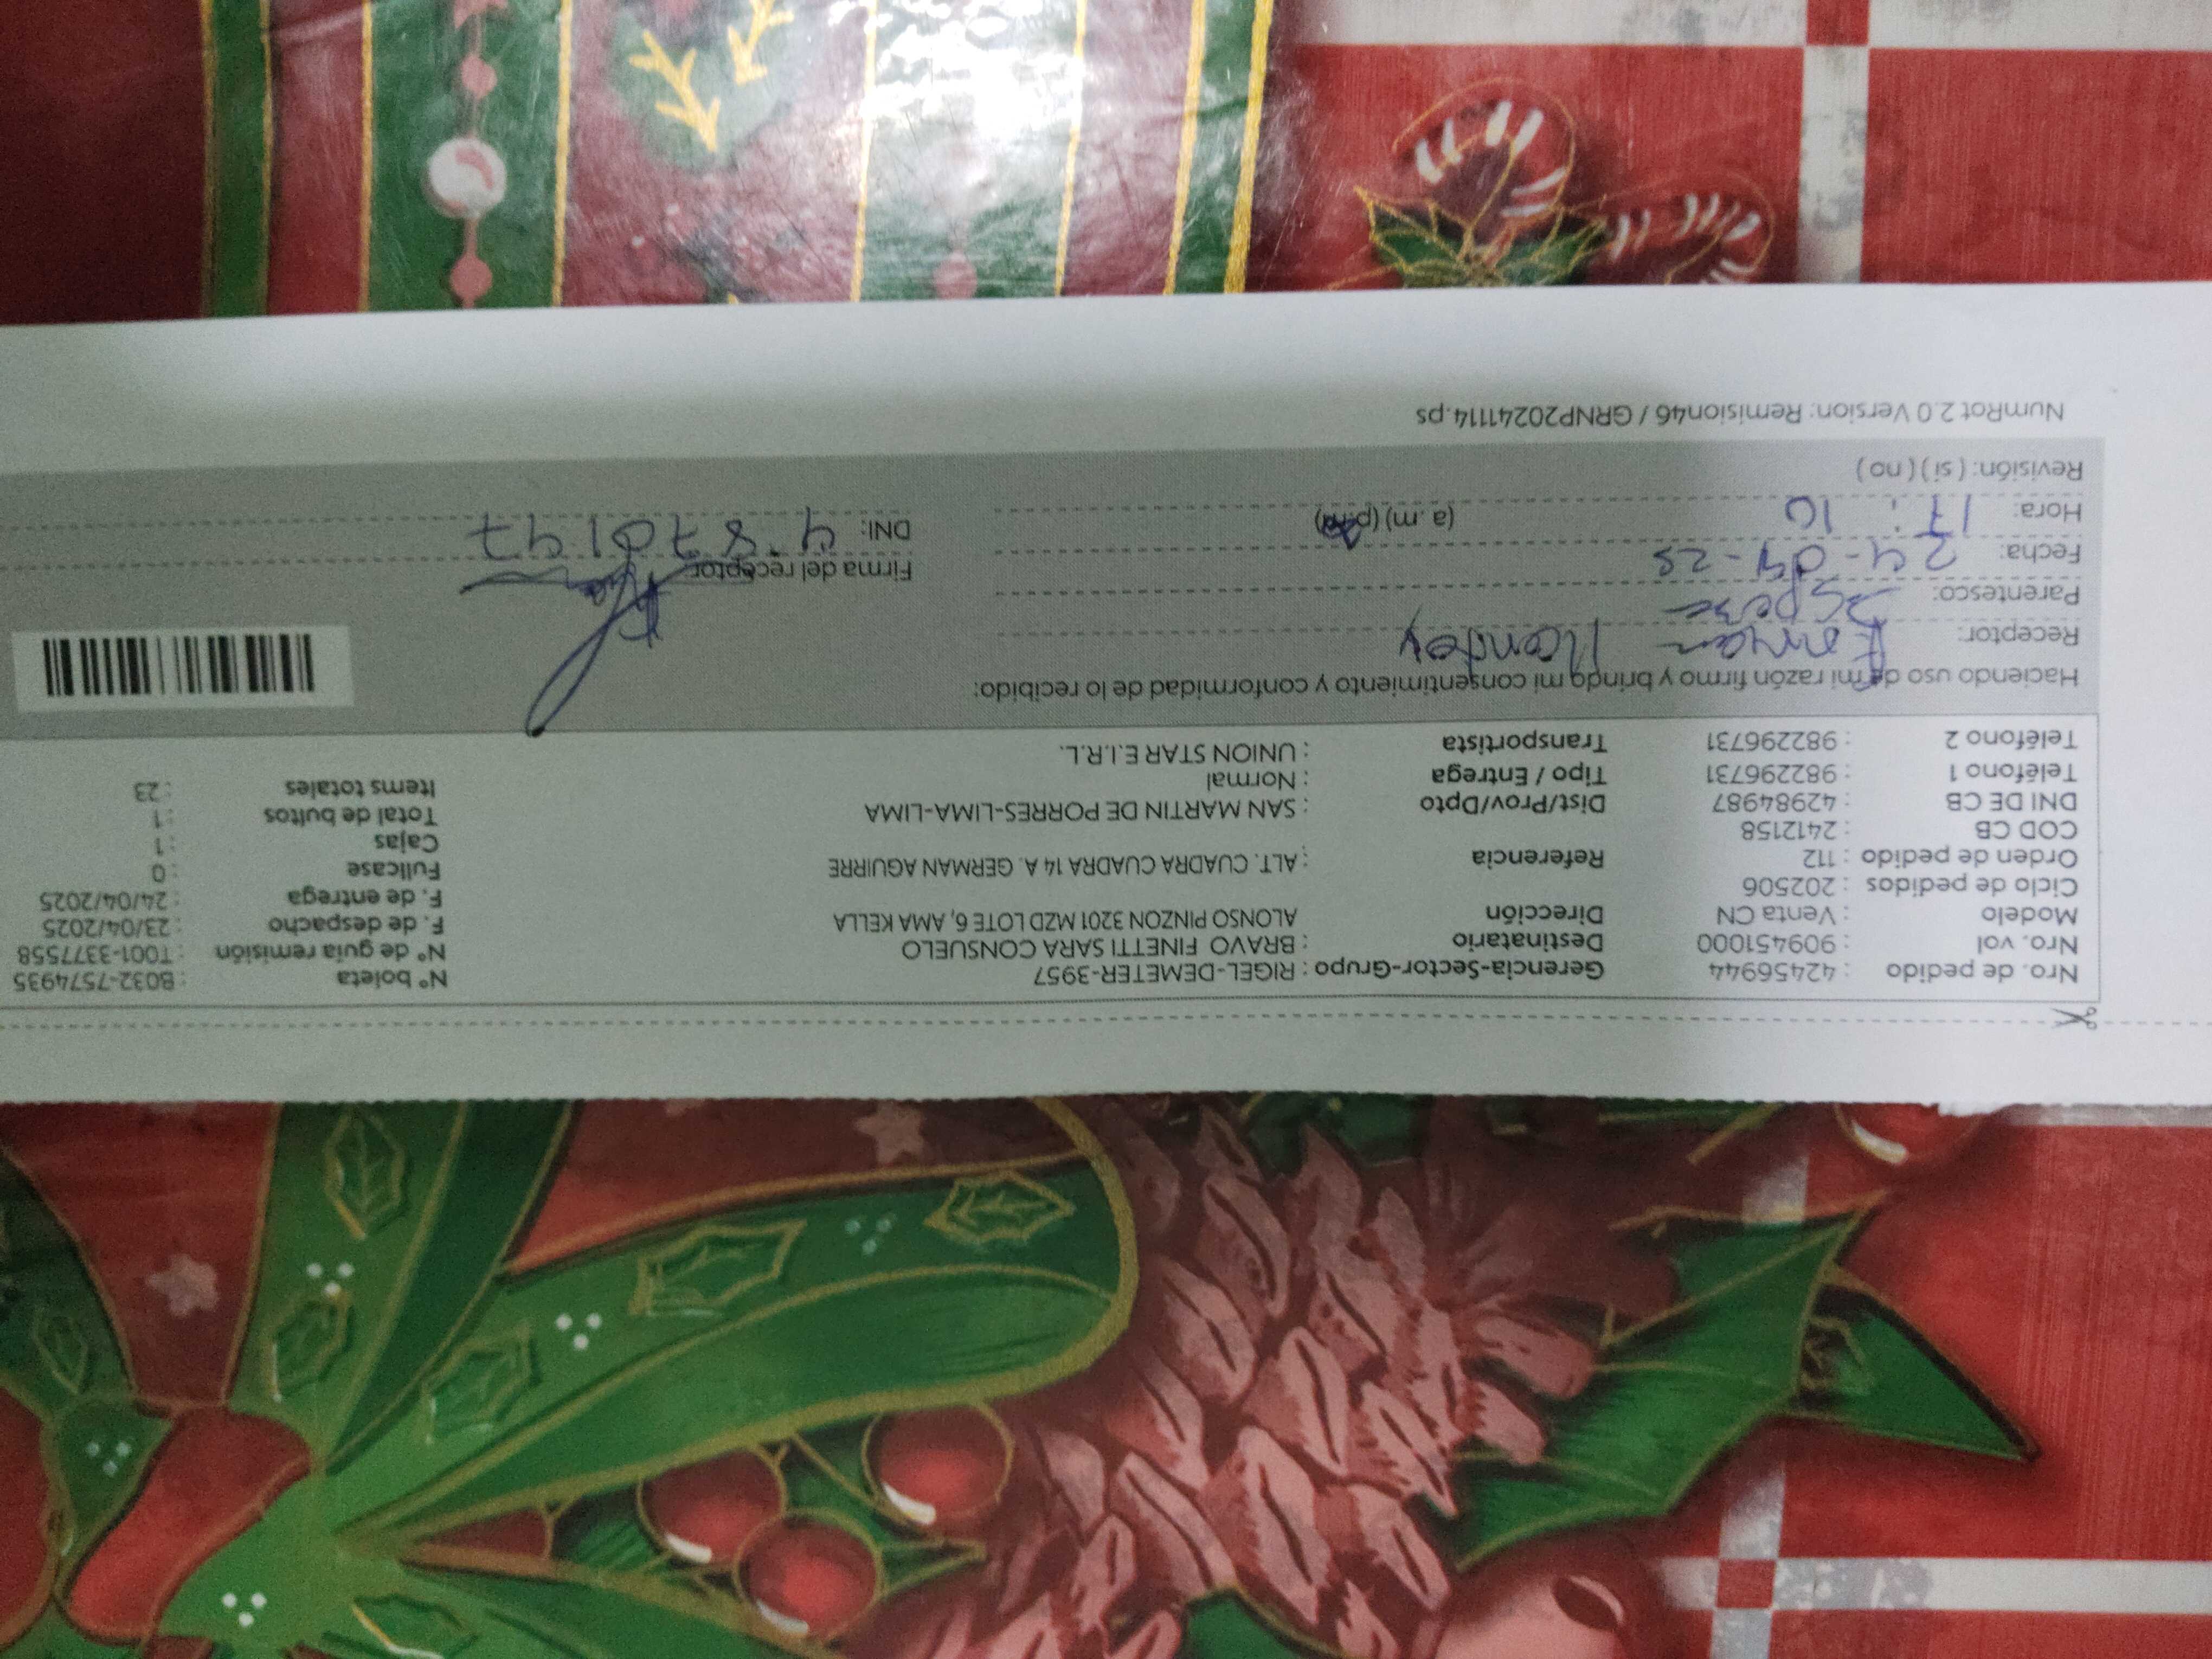 Nro. de pedido : 42456944 Gerencia-Sector-Grupo : RIGEL-DEMETER-3957 N° boleta : B032-7574935
Nro. vol : 909451000 Destinatario : BRAVO FINETTI SARA CONSUELO N° de guía remisión : T001-3377558
Modelo : Venta CN Dirección ALONSO PINZON 3201 MZD LOTE 6, AMA KELLA F. de despacho : 23/04/2025
Ciclo de pedidos : 202506 F. de entrega : 24/04/2025
Orden de pedido : 112 Referencia : ALT. CUADRA CUADRA 14 A. GERMAN AGUIRRE Fullcase : 0
COD CB : 2412158 Cajas : 1
DNI DE CB : 42984987 Dist/Prov/Dpto : SAN MARTIN DE PORRES-LIMA-LIMA Total de bultos : 1
Teléfono 1 : 982296731 Tipo / Entrega : Normal Items totales : 23
Teléfono 2 : 982296731 Transportista : UNION STAR E.I.R.L.
Haciendo uso de mi razón firmo y brindo mi consentimiento y conformidad de lo recibido:
Receptor:
Parentesco:
Fecha: 24-04-25 Firma del receptor
Hora: 17:10 (a.m) (p.m) DNI:
Revisión: ( si ) ( no )
NumRot 2.0 Version: Remision46 / GRNP20241114.ps